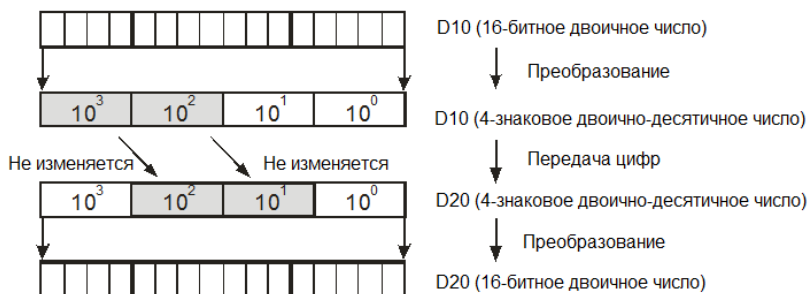 D10 (16-битное двоичное число)
Преобразование
10³ 10² 10¹ 10⁰
D10 (4-знаковое двоично-десятичное число)
Не изменяется Не изменяется
Передача цифр
10³ 10² 10¹ 10⁰
D20 (4-знаковое двоично-десятичное число)
Преобразование
D20 (16-битное двоичное число)